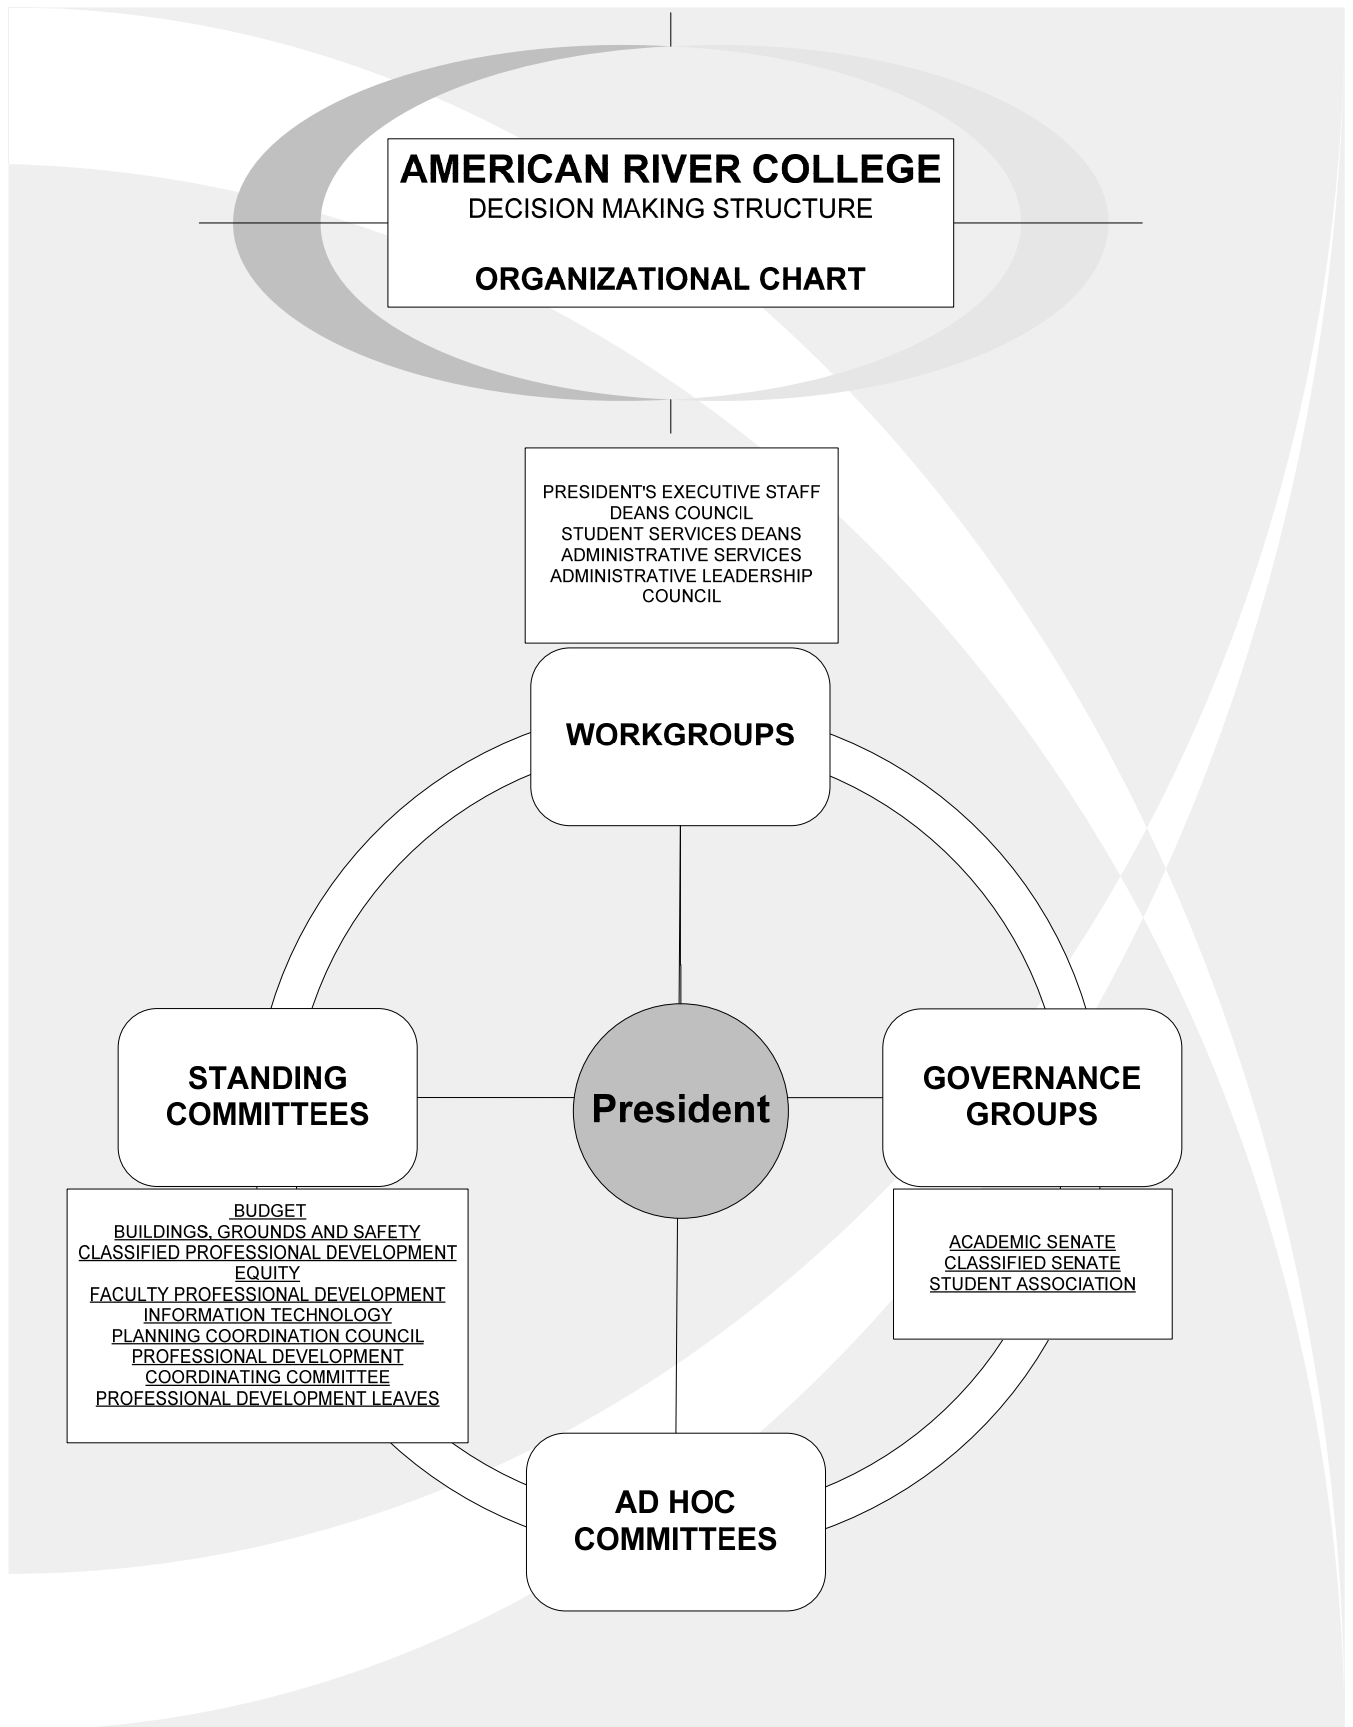 AMERICAN RIVER COLLEGE
DECISION MAKING STRUCTURE
ORGANIZATIONAL CHART
PRESIDENT'S EXECUTIVE STAFF
DEANS COUNCIL
STUDENT SERVICES DEANS
ADMINISTRATIVE SERVICES
ADMINISTRATIVE LEADERSHIP
COUNCIL
WORKGROUPS
STANDING
COMMITTEES
President
GOVERNANCE
GROUPS
BUDGET
BUILDINGS, GROUNDS AND SAFETY
CLASSIFIED PROFESSIONAL DEVELOPMENT
EQUITY
FACULTY PROFESSIONAL DEVELOPMENT
INFORMATION TECHNOLOGY
PLANNING COORDINATION COUNCIL
PROFESSIONAL DEVELOPMENT
COORDINATING COMMITTEE
PROFESSIONAL DEVELOPMENT LEAVES
ACADEMIC SENATE
CLASSIFIED SENATE
STUDENT ASSOCIATION
AD HOC
COMMITTEES